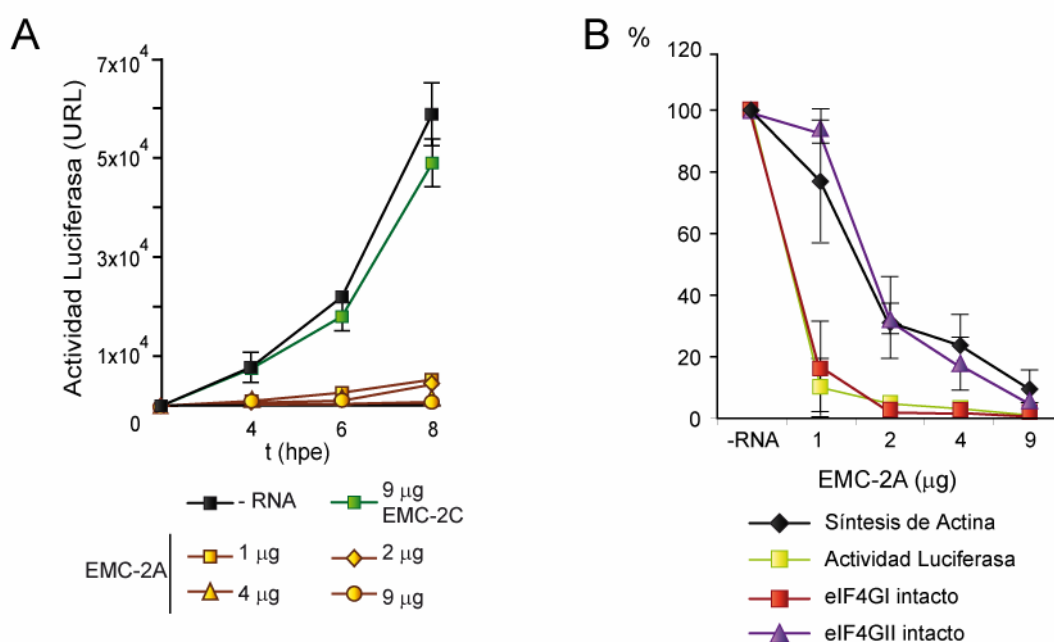 A
Actividad Luciferasa (URL)
7x10⁴
5x10⁴
3x10⁴
1x10⁴
0
4
6
8
t (hpe)
- RNA
9 µg
EMC-2C
EMC-2A
1 µg
2 µg
4 µg
9 µg
B
%
120
100
80
60
40
20
0
-RNA
1
2
4
9
EMC-2A (µg)
Síntesis de Actina
Actividad Luciferasa
eIF4GI intacto
eIF4GII intacto